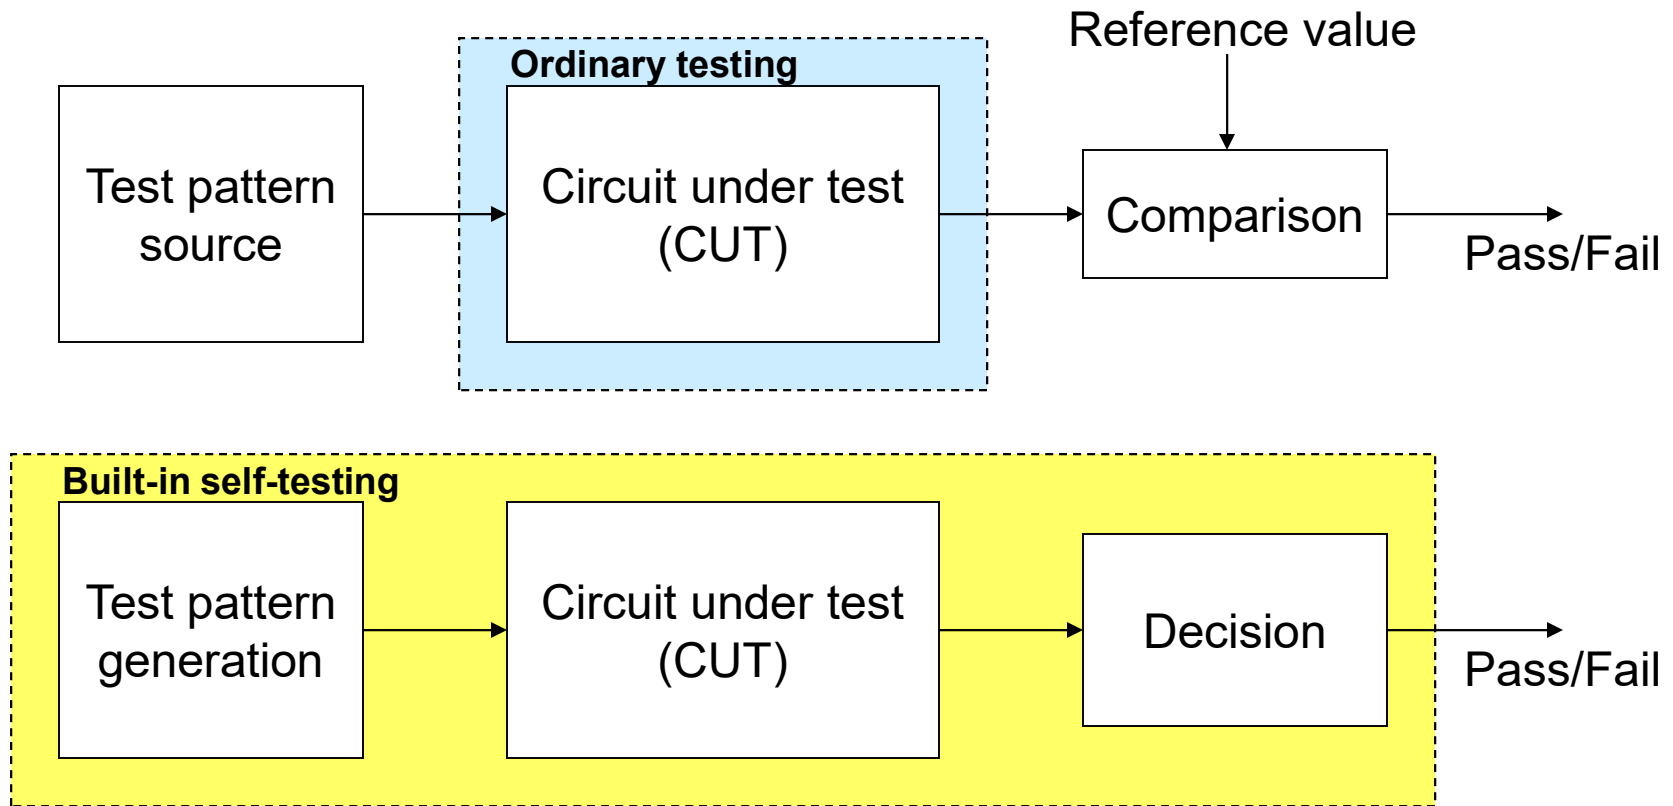 Reference value
Ordinary testing
Test pattern
source
Circuit under test
(CUT)
Comparison
Pass/Fail
Built-in self-testing
Test pattern
generation
Circuit under test
(CUT)
Decision
Pass/Fail